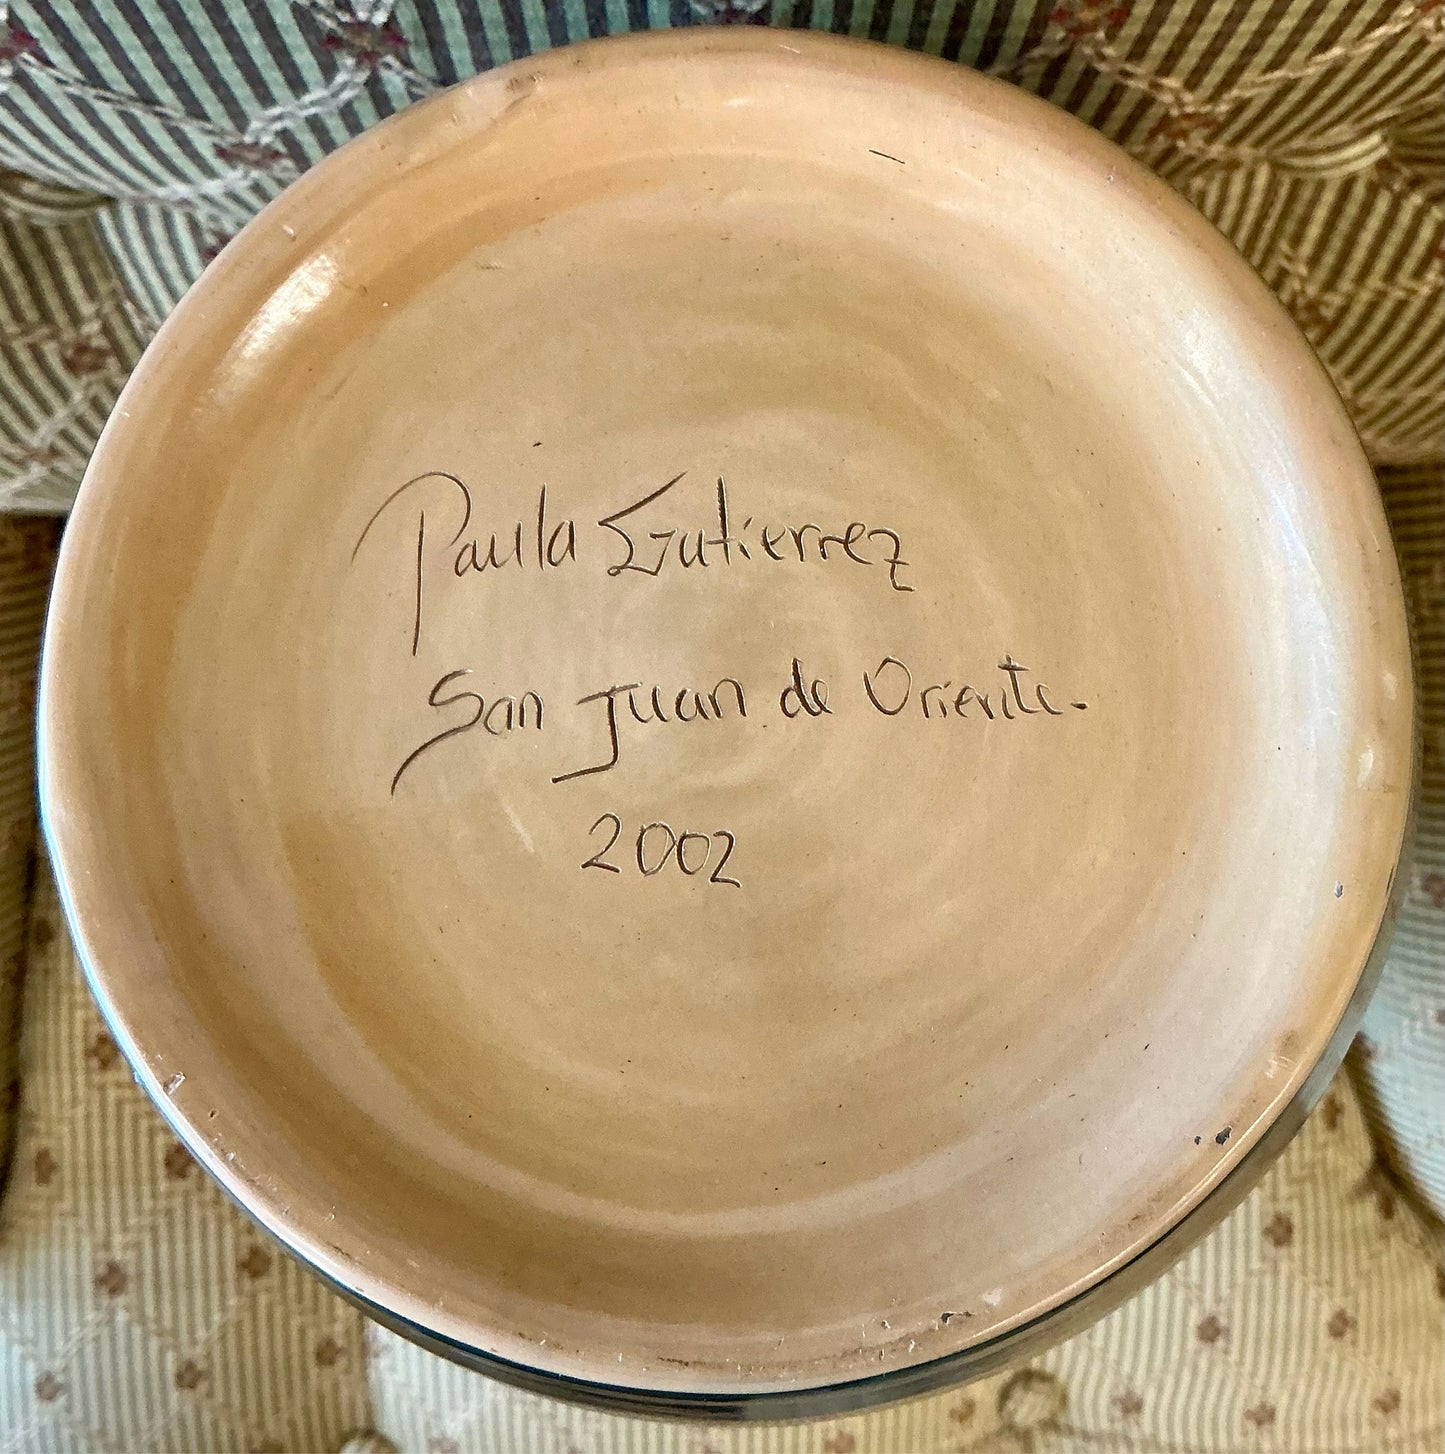 Paula Gutierrez
San Juan de Oriente.
2002